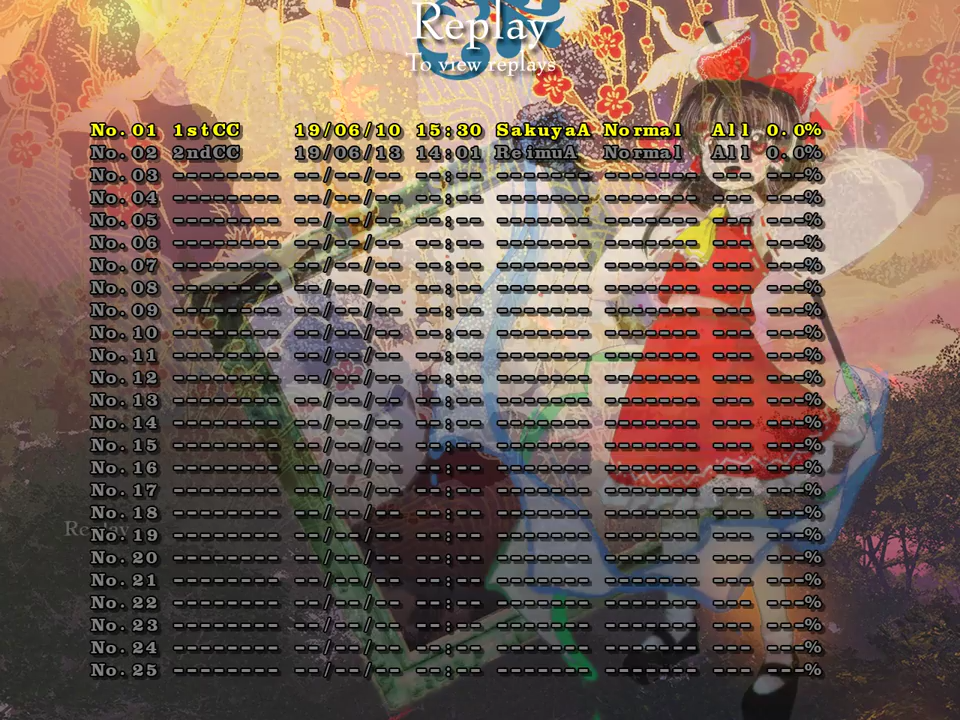 Replay
To view replays
No.01 1stCC 19/06/10 15:30 SakuyaA Normal All 0.0%
No.02 2ndCC 19/06/13 14:01 ReimuA Normal All 0.0%
No.03 -------- --/--/-- --:-- ------- ------- --- ---%
No.04 -------- --/--/-- --:-- ------- ------- --- ---%
No.05 -------- --/--/-- --:-- ------- ------- --- ---%
No.06 -------- --/--/-- --:-- ------- ------- --- ---%
No.07 -------- --/--/-- --:-- ------- ------- --- ---%
No.08 -------- --/--/-- --:-- ------- ------- --- ---%
No.09 -------- --/--/-- --:-- ------- ------- --- ---%
No.10 -------- --/--/-- --:-- ------- ------- --- ---%
No.11 -------- --/--/-- --:-- ------- ------- --- ---%
No.12 -------- --/--/-- --:-- ------- ------- --- ---%
No.13 -------- --/--/-- --:-- ------- ------- --- ---%
No.14 -------- --/--/-- --:-- ------- ------- --- ---%
No.15 -------- --/--/-- --:-- ------- ------- --- ---%
No.16 -------- --/--/-- --:-- ------- ------- --- ---%
No.17 -------- --/--/-- --:-- ------- ------- --- ---%
No.18 -------- --/--/-- --:-- ------- ------- --- ---%
Replay
No.19 -------- --/--/-- --:-- ------- ------- --- ---%
No.20 -------- --/--/-- --:-- ------- ------- --- ---%
No.21 -------- --/--/-- --:-- ------- ------- --- ---%
No.22 -------- --/--/-- --:-- ------- ------- --- ---%
No.23 -------- --/--/-- --:-- ------- ------- --- ---%
No.24 -------- --/--/-- --:-- ------- ------- --- ---%
No.25 -------- --/--/-- --:-- ------- ------- --- ---%